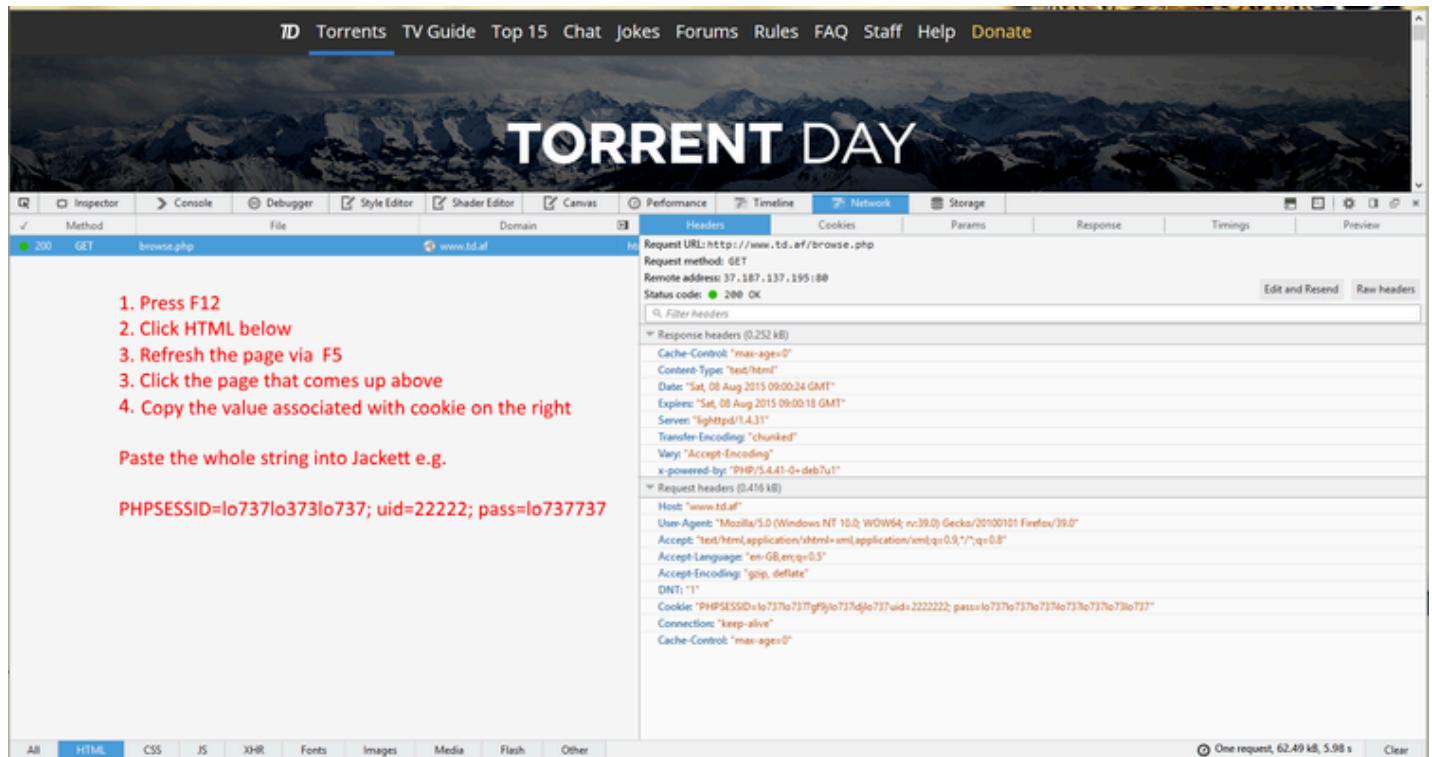 TD Torrents TV Guide Top 15 Chat Jokes Forums Rules FAQ Staff Help Donate
TORRENT DAY
Inspector Console Debugger Style Editor Shader Editor Canvas Performance Timeline Network Storage
✓ Method File Domain Headers Cookies Params Response Timings Preview
200 GET browse.php www.td.af
Request URL: http://www.td.af/browse.php
Request method: GET
Remote address: 37.187.137.195:80
Status code: 200 OK
Edit and Resend Raw headers
Filter headers
1. Press F12
2. Click HTML below
3. Refresh the page via F5
3. Click the page that comes up above
4. Copy the value associated with cookie on the right
Paste the whole string into Jackett e.g.
PHPSESSID=lo737lo373lo737; uid=22222; pass=lo737737
Response headers (0.252 kB)
Cache-Control: "max-age=0"
Content-Type: "text/html"
Date: "Sat, 08 Aug 2015 09:00:24 GMT"
Expires: "Sat, 08 Aug 2015 09:00:18 GMT"
Server: "lighttpd/1.4.31"
Transfer-Encoding: "chunked"
Vary: "Accept-Encoding"
x-powered-by: "PHP/5.4.41-0+deb7u1"
Request headers (0.416 kB)
Host: "www.td.af"
User-Agent: "Mozilla/5.0 (Windows NT 10.0; WOW64; rv:39.0) Gecko/20100101 Firefox/39.0"
Accept: "text/html,application/xhtml+xml,application/xml;q=0.9,*/*;q=0.8"
Accept-Language: "en-GB,en;q=0.5"
Accept-Encoding: "gzip, deflate"
DNT: "1"
Cookie:
Connection: "keep-alive"
Cache-Control: "max-age=0"
All HTML CSS JS XHR Fonts Images Media Flash Other One request, 62.49 kB, 5.98 s Clear